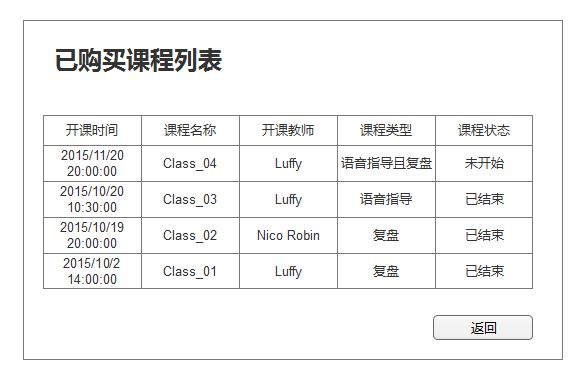 已购买课程列表
开课时间 课程名称 开课教师 课程类型 课程状态
2015/11/20
20:00:00 Class_04 Luffy 语音指导且复盘 未开始
2015/10/20
10:30:00 Class_03 Luffy 语音指导 已结束
2015/10/19
20:00:00 Class_02 Nico Robin 复盘 已结束
2015/10/2
14:00:00 Class_01 Luffy 复盘 已结束
返回